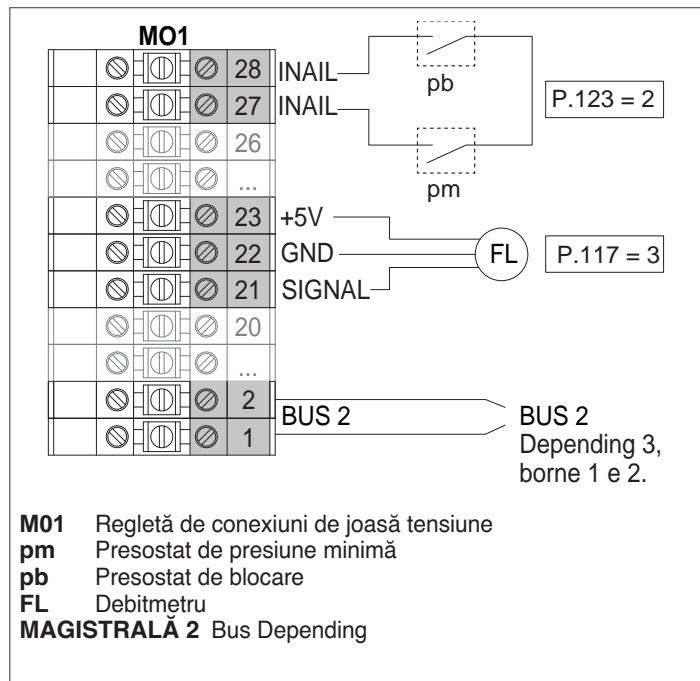 MO1
28 INAIL
pb
27 INAIL
P.123 = 2
26
pm
...
23 +5V
22 GND
FL
P.117 = 3
21 SIGNAL
20
...
2
BUS 2
BUS 2
1
Depending 3,
borne 1 e 2.
M01 Regletă de conexiuni de joasă tensiune
pm Presostat de presiune minimă
pb Presostat de blocare
FL Debitmetru
MAGISTRALĂ 2 Bus Depending